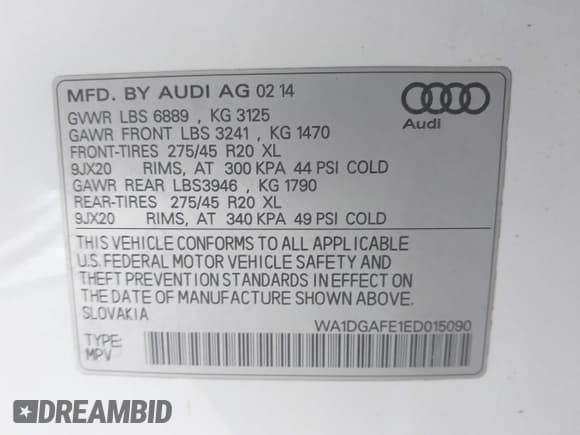 MFD. BY AUDI AG 02 14
GVWR LBS 6889 , KG 3125
GAWR FRONT LBS 3241 , KG 1470
FRONT-TIRES 275/45 R20 XL
9JX20 RIMS, AT 300 KPA 44 PSI COLD
GAWR REAR LBS3946 , KG 1790
REAR-TIRES 275/45 R20 XL
9JX20 RIMS, AT 340 KPA 49 PSI COLD
Audi
THIS VEHICLE CONFORMS TO ALL APPLICABLE
U.S. FEDERAL MOTOR VEHICLE SAFETY AND
THEFT PREVENTION STANDARDS IN EFFECT ON
THE DATE OF MANUFACTURE SHOWN ABOVE.
SLOVAKIA
WA1DGAFE1ED015090
TYPE:
MPV
DREAMBID